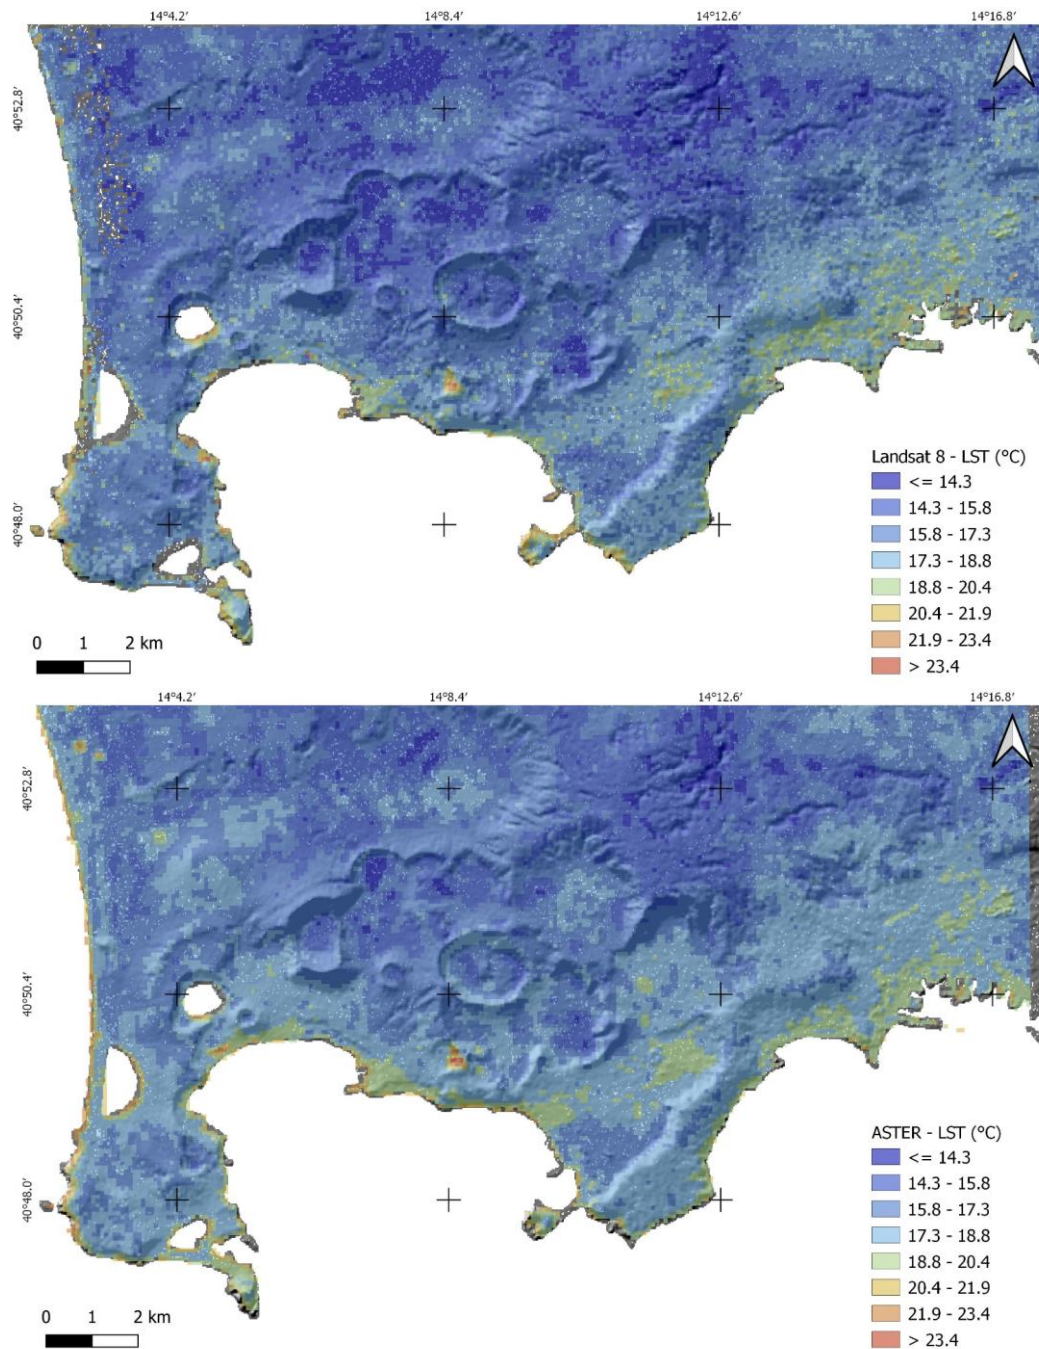 14°4.2' 14°8.4' 14°12.6' 14°16.8'
40°52.8'
40°50.4'
40°48.0'
Landsat 8 - LST (°C)
<= 14.3
14.3 - 15.8
15.8 - 17.3
17.3 - 18.8
18.8 - 20.4
20.4 - 21.9
21.9 - 23.4
> 23.4
0 1 2 km
14°4.2' 14°8.4' 14°12.6' 14°16.8'
40°52.8'
40°50.4'
40°48.0'
ASTER - LST (°C)
<= 14.3
14.3 - 15.8
15.8 - 17.3
17.3 - 18.8
18.8 - 20.4
20.4 - 21.9
21.9 - 23.4
> 23.4
0 1 2 km